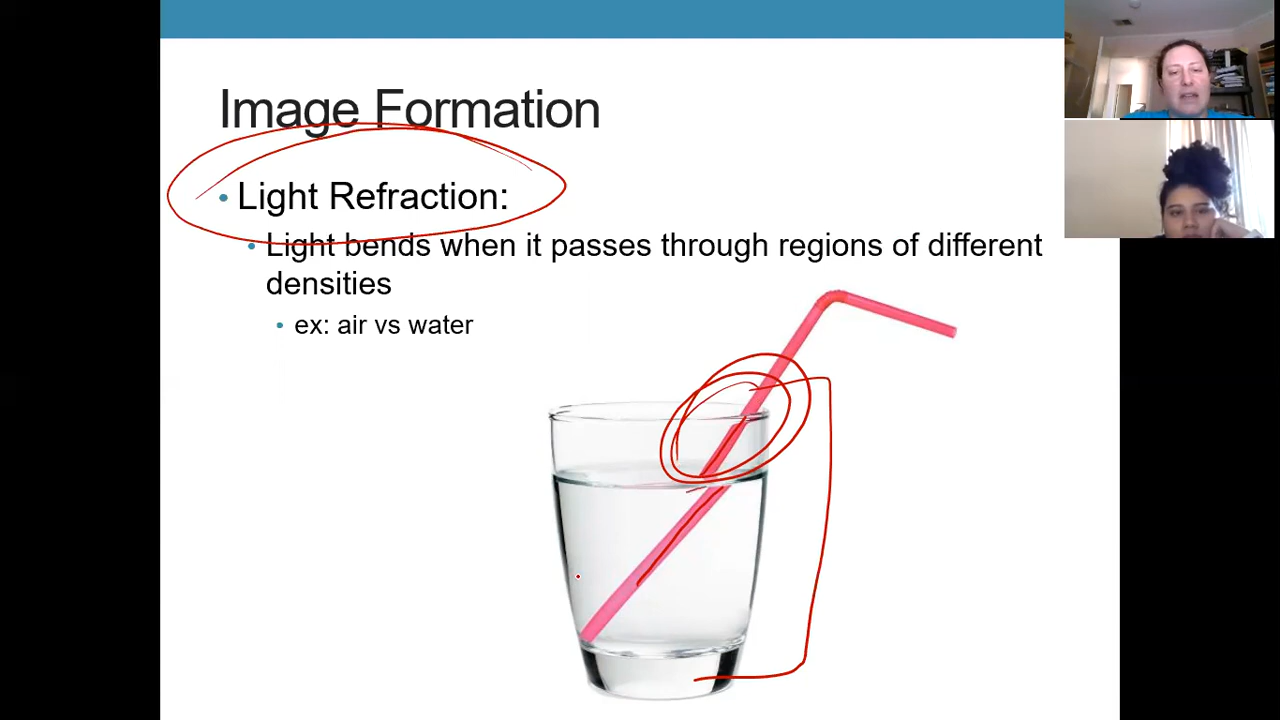 Image Formation
• Light Refraction:
• Light bends when it passes through regions of different
densities
• ex: air vs water